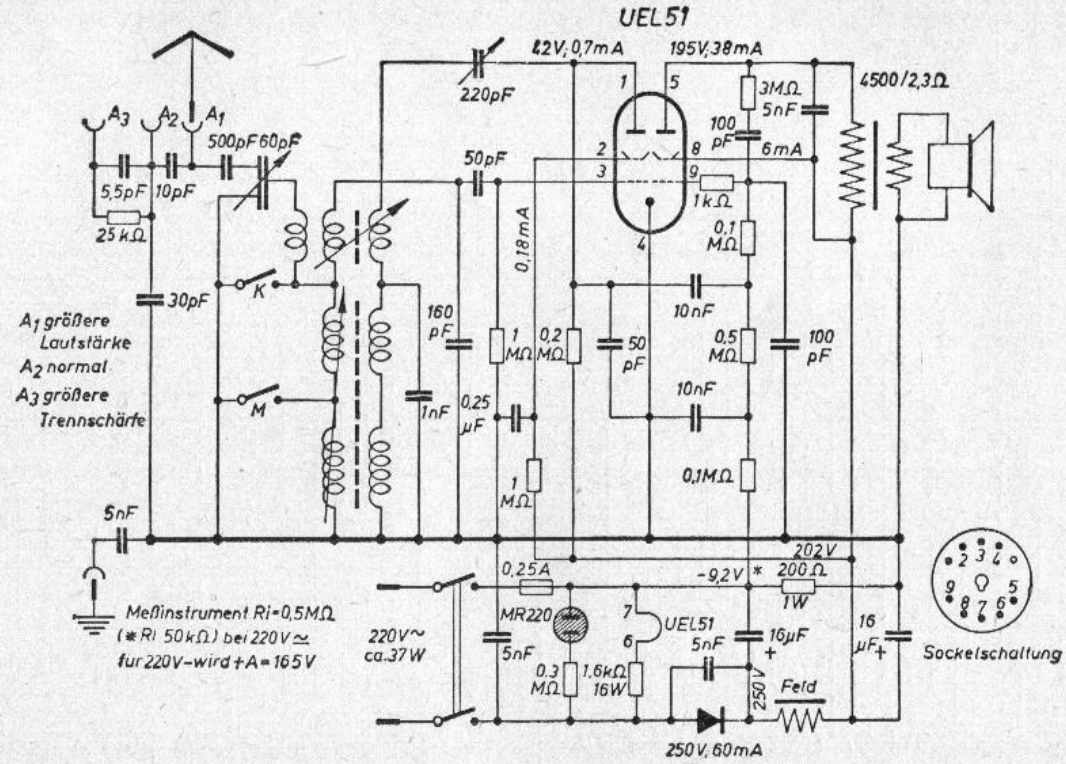 UEL51
42V, 0,7mA
195V, 38mA
1
5
220pF
3MΩ
5nF
4500/2,3Ω
A3
A2
A1
500pF
60pF
100
pF
6mA
5,5pF
10pF
50pF
2
8
3
9
1kΩ
25kΩ
0,18mA
4
0,1
MΩ
30pF
K
160
pF
10nF
A1 größere
Lautstärke
A2 normal
A3 größere
Trennschärfe
1
MΩ
0,2
MΩ
50
pF
0,5
MΩ
100
pF
M
1nF
0,25
µF
10nF
1
MΩ
0,1MΩ
5nF
202V
0,25A
-9,2V *
200Ω
1W
2
3
4
9
5
8
7
6
Meßinstrument Ri=0,5MΩ
(* Ri 50kΩ) bei 220V≂
für 220V- wird +A = 165V
220V~
ca.37W
MR220
7
6
UEL51
5nF
5nF
16µF
+
16
µF +
Sockelschaltung
0.3
MΩ
1,6kΩ
16W
250V
Feld
250V, 60mA